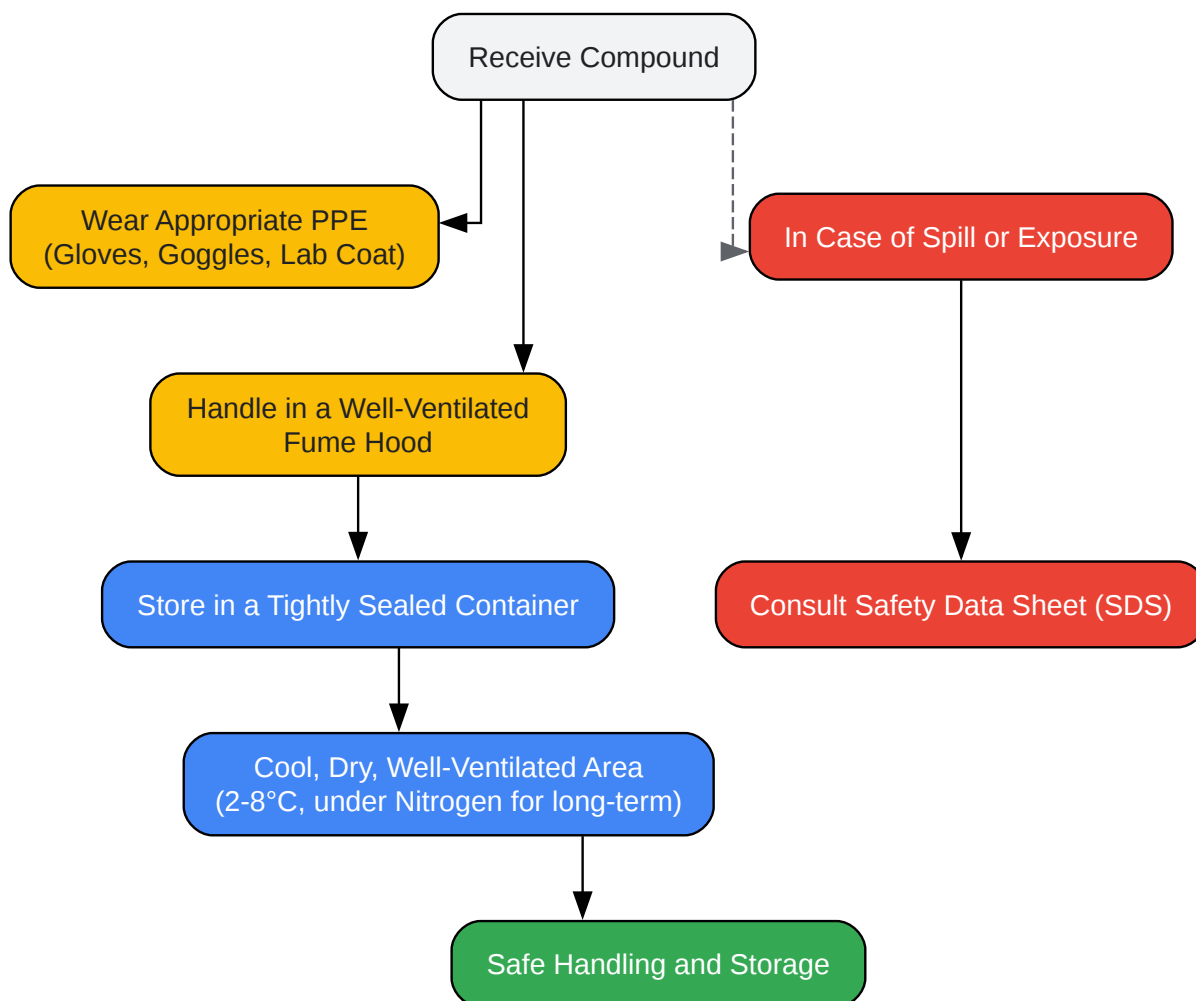 Receive Compound
Wear Appropriate PPE
(Gloves, Goggles, Lab Coat)
In Case of Spill or Exposure
Handle in a Well-Ventilated
Fume Hood
Store in a Tightly Sealed Container
Consult Safety Data Sheet (SDS)
Cool, Dry, Well-Ventilated Area
(2-8°C, under Nitrogen for long-term)
Safe Handling and Storage